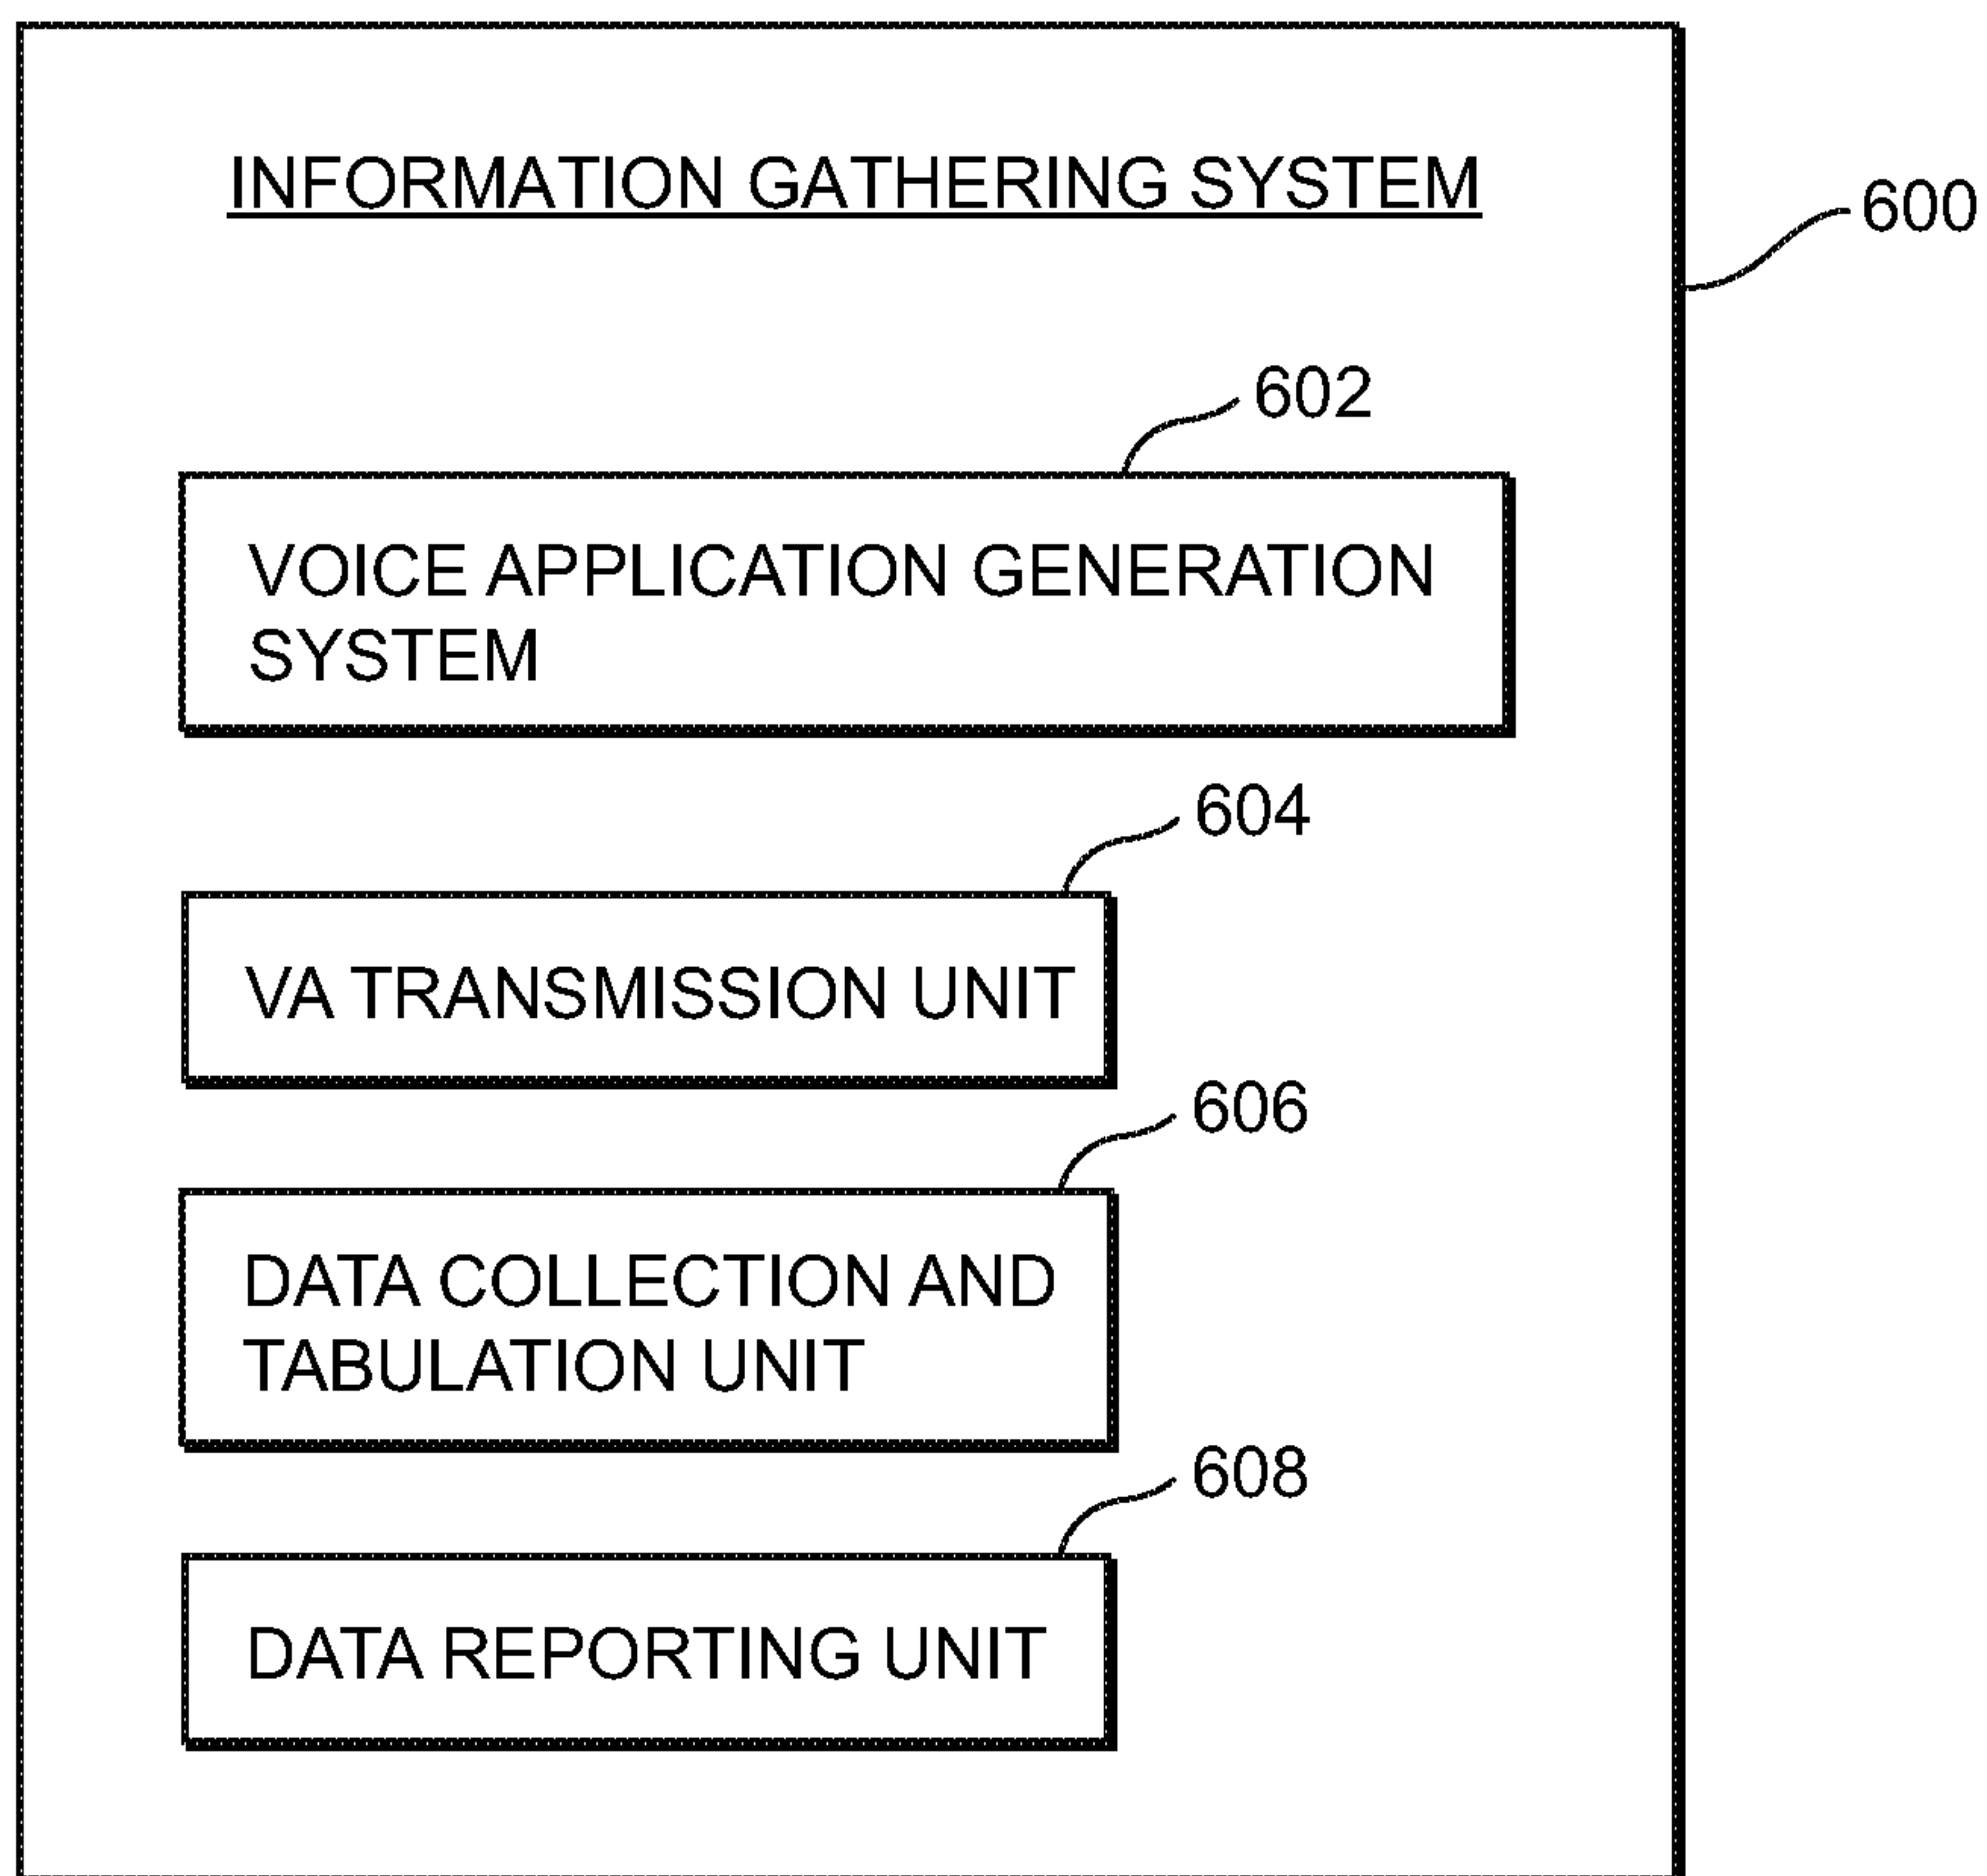 INFORMATION GATHERING SYSTEM
600
602
VOICE APPLICATION GENERATION
SYSTEM
604
VA TRANSMISSION UNIT
606
DATA COLLECTION AND
TABULATION UNIT
608
DATA REPORTING UNIT